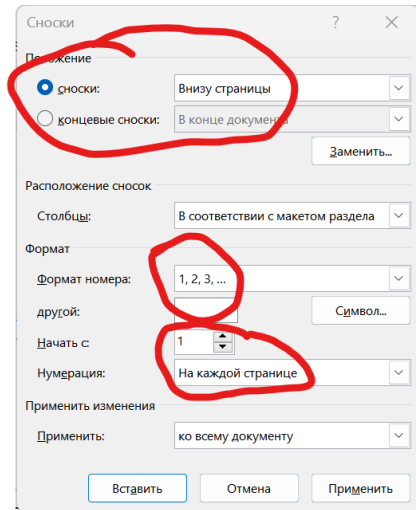 Сноски ?
Положение
сноски: Внизу страницы
концевые сноски: В конце документа
Заменить...
Расположение сносок
Столбцы: В соответствии с макетом раздела
Формат
Формат номера: 1, 2, 3, ...
другой: Символ...
Начать с: 1
Нумерация: На каждой странице
Применить изменения
Применить: ко всему документу
Вставить Отмена Применить